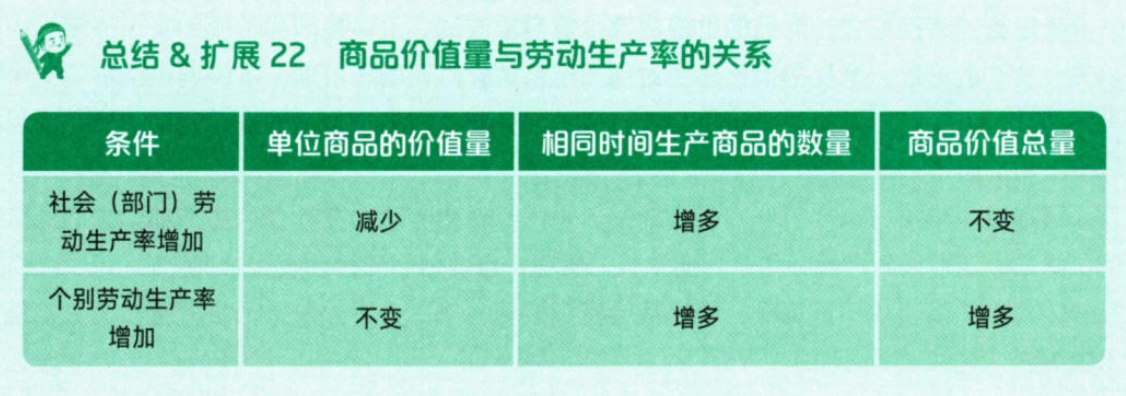 总结 & 扩展 22 商品价值量与劳动生产率的关系
条件 单位商品的价值量 相同时间生产商品的数量 商品价值总量
社会（部门）劳
动生产率增加 减少 增多 不变
个别劳动生产率
增加 不变 增多 增多